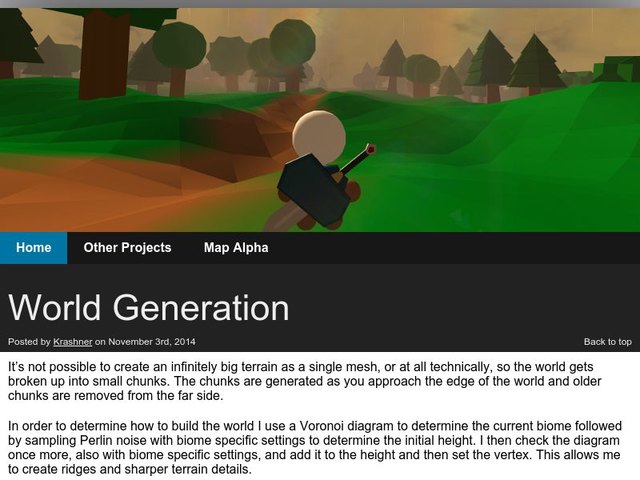 Home Other Projects Map Alpha
World Generation
Posted by Krashner on November 3rd, 2014 Back to top
It's not possible to create an infinitely big terrain as a single mesh, or at all technically, so the world gets
broken up into small chunks. The chunks are generated as you approach the edge of the world and older
chunks are removed from the far side.
In order to determine how to build the world I use a Voronoi diagram to determine the current biome followed
by sampling Perlin noise with biome specific settings to determine the initial height. I then check the diagram
once more, also with biome specific settings, and add it to the height and then set the vertex. This allows me
to create ridges and sharper terrain details.